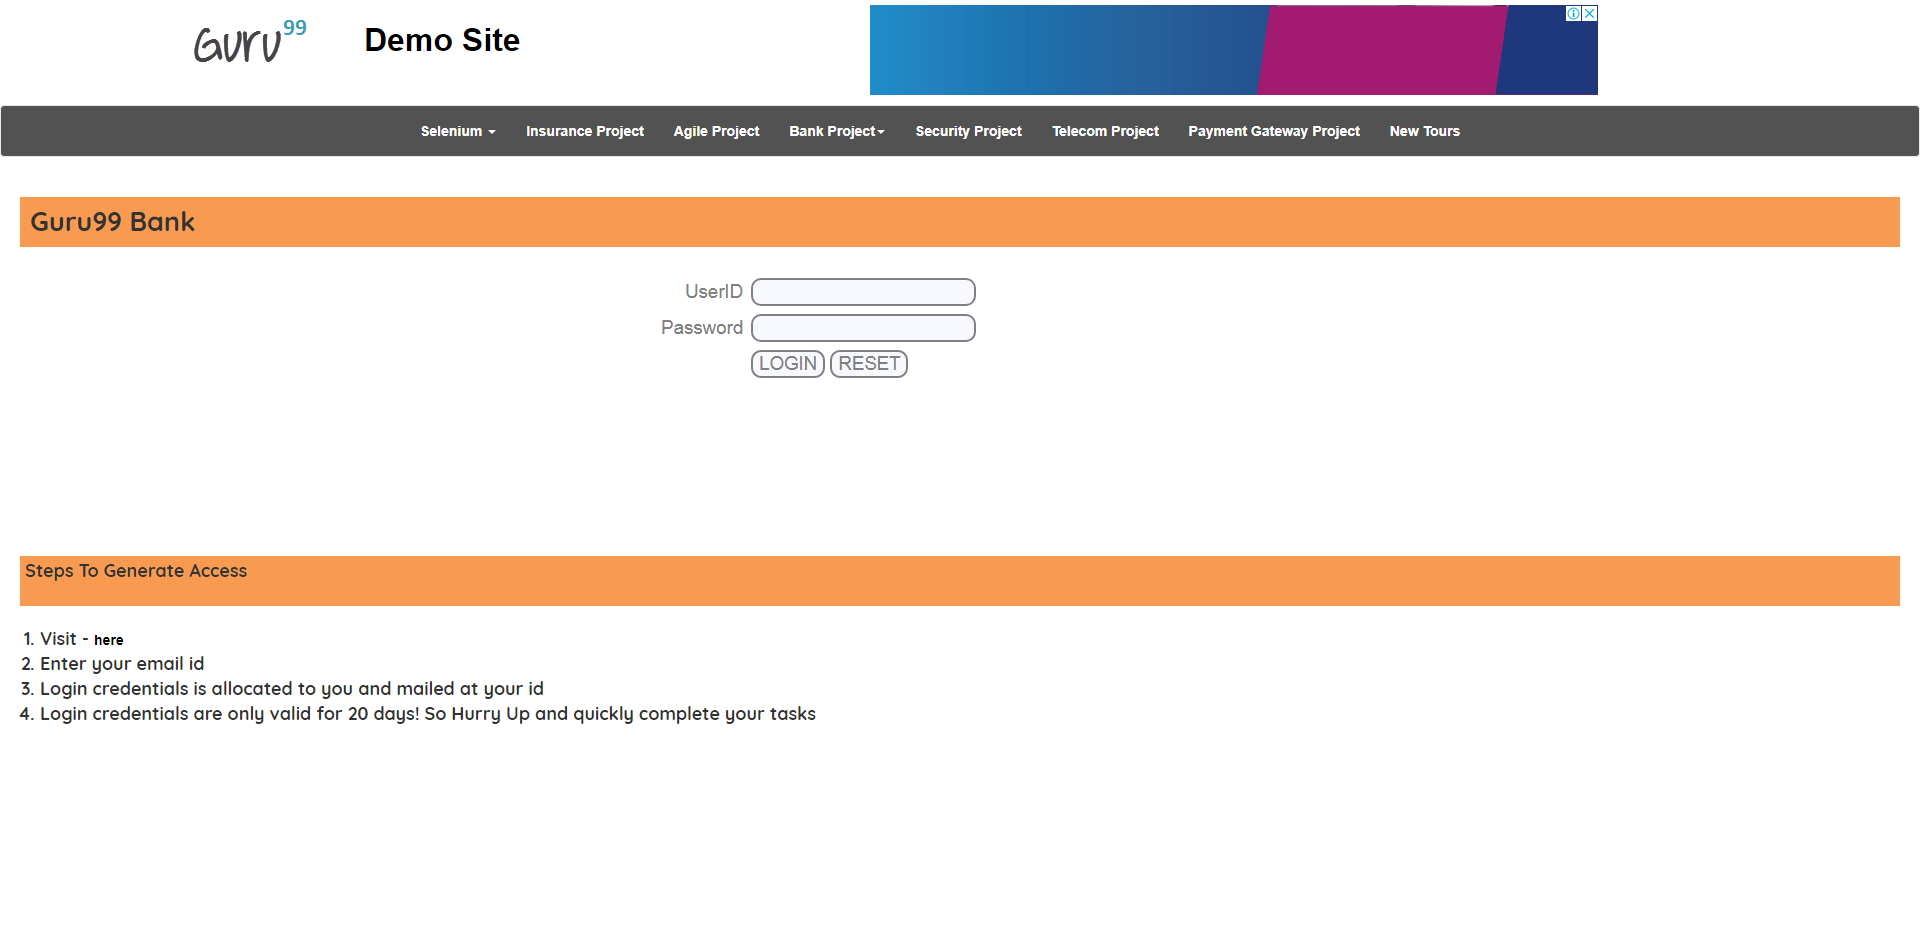 Guru99
Demo Site
Selenium
Insurance Project
Agile Project
Bank Project
Security Project
Telecom Project
Payment Gateway Project
New Tours
Guru99 Bank
UserID
Password
LOGIN RESET
Steps To Generate Access
1. Visit - here
2. Enter your email id
3. Login credentials is allocated to you and mailed at your id
4. Login credentials are only valid for 20 days! So Hurry Up and quickly complete your tasks